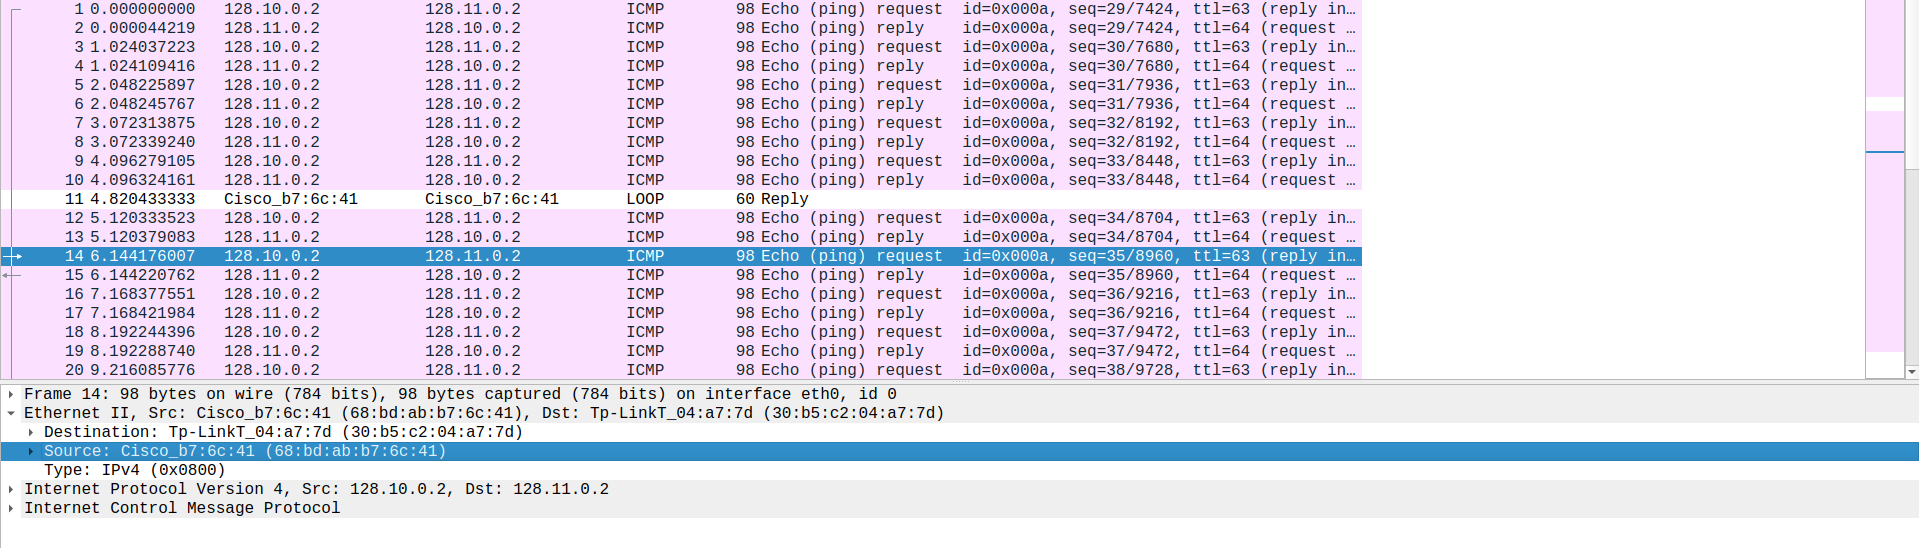 1 0.000000000 128.10.0.2 128.11.0.2 ICMP 98 Echo (ping) request id=0x000a, seq=29/7424, ttl=63 (reply in…
2 0.000044219 128.11.0.2 128.10.0.2 ICMP 98 Echo (ping) reply id=0x000a, seq=29/7424, ttl=64 (request …
3 1.024037223 128.10.0.2 128.11.0.2 ICMP 98 Echo (ping) request id=0x000a, seq=30/7680, ttl=63 (reply in…
4 1.024109416 128.11.0.2 128.10.0.2 ICMP 98 Echo (ping) reply id=0x000a, seq=30/7680, ttl=64 (request …
5 2.048225897 128.10.0.2 128.11.0.2 ICMP 98 Echo (ping) request id=0x000a, seq=31/7936, ttl=63 (reply in…
6 2.048245767 128.11.0.2 128.10.0.2 ICMP 98 Echo (ping) reply id=0x000a, seq=31/7936, ttl=64 (request …
7 3.072313875 128.10.0.2 128.11.0.2 ICMP 98 Echo (ping) request id=0x000a, seq=32/8192, ttl=63 (reply in…
8 3.072339240 128.11.0.2 128.10.0.2 ICMP 98 Echo (ping) reply id=0x000a, seq=32/8192, ttl=64 (request …
9 4.096279105 128.10.0.2 128.11.0.2 ICMP 98 Echo (ping) request id=0x000a, seq=33/8448, ttl=63 (reply in…
10 4.096324161 128.11.0.2 128.10.0.2 ICMP 98 Echo (ping) reply id=0x000a, seq=33/8448, ttl=64 (request …
11 4.820433333 Cisco_b7:6c:41 Cisco_b7:6c:41 LOOP 60 Reply
12 5.120333523 128.10.0.2 128.11.0.2 ICMP 98 Echo (ping) request id=0x000a, seq=34/8704, ttl=63 (reply in…
13 5.120379083 128.11.0.2 128.10.0.2 ICMP 98 Echo (ping) reply id=0x000a, seq=34/8704, ttl=64 (request …
14 6.144176007 128.10.0.2 128.11.0.2 ICMP 98 Echo (ping) request id=0x000a, seq=35/8960, ttl=63 (reply in…
15 6.144220762 128.11.0.2 128.10.0.2 ICMP 98 Echo (ping) reply id=0x000a, seq=35/8960, ttl=64 (request …
16 7.168377551 128.10.0.2 128.11.0.2 ICMP 98 Echo (ping) request id=0x000a, seq=36/9216, ttl=63 (reply in…
17 7.168421984 128.11.0.2 128.10.0.2 ICMP 98 Echo (ping) reply id=0x000a, seq=36/9216, ttl=64 (request …
18 8.192244396 128.10.0.2 128.11.0.2 ICMP 98 Echo (ping) request id=0x000a, seq=37/9472, ttl=63 (reply in…
19 8.192288740 128.11.0.2 128.10.0.2 ICMP 98 Echo (ping) reply id=0x000a, seq=37/9472, ttl=64 (request …
20 9.216085776 128.10.0.2 128.11.0.2 ICMP 98 Echo (ping) request id=0x000a, seq=38/9728, ttl=63 (reply in…
Frame 14: 98 bytes on wire (784 bits), 98 bytes captured (784 bits) on interface eth0, id 0
Ethernet II, Src: Cisco_b7:6c:41 (68:bd:ab:b7:6c:41), Dst: Tp-LinkT_04:a7:7d (30:b5:c2:04:a7:7d)
Destination: Tp-LinkT_04:a7:7d (30:b5:c2:04:a7:7d)
Source: Cisco_b7:6c:41 (68:bd:ab:b7:6c:41)
Type: IPv4 (0x0800)
Internet Protocol Version 4, Src: 128.10.0.2, Dst: 128.11.0.2
Internet Control Message Protocol